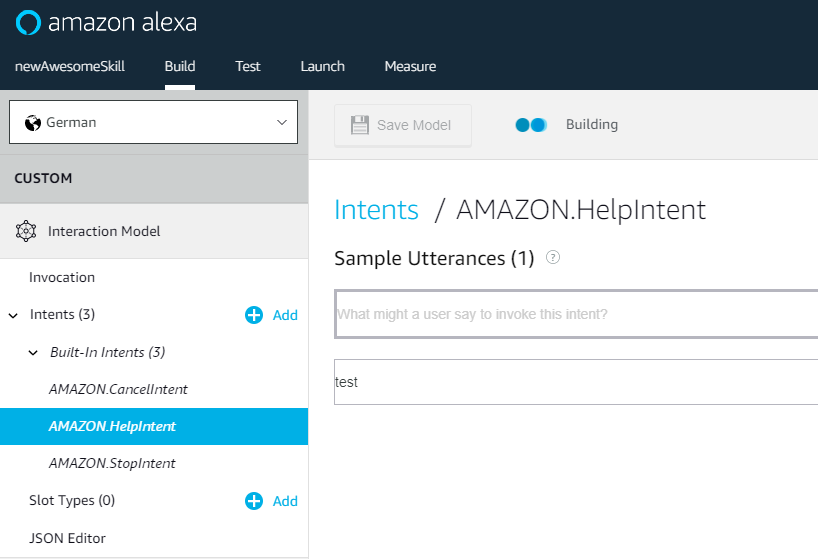 amazon alexa
newAwesomeSkill Build Test Launch Measure
German
Save Model
Building
CUSTOM
Interaction Model
Invocation
Intents (3)
Add
Built-In Intents (3)
AMAZON.CancelIntent
AMAZON.HelpIntent
AMAZON.StopIntent
Slot Types (0)
Add
JSON Editor
Intents / AMAZON.HelpIntent
Sample Utterances (1) ?
What might a user say to invoke this intent?
test